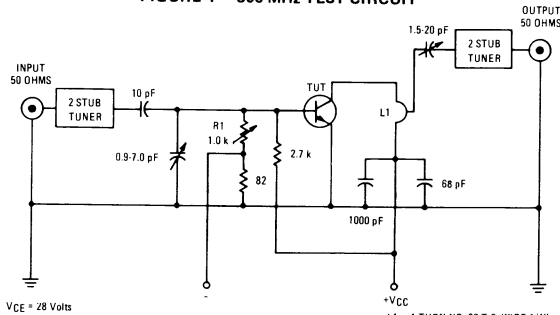 OUTPUT
50 OHMS
1.5-20 pF
2 STUB
TUNER
INPUT
50 OHMS
10 pF
2 STUB
TUNER
TUT
R1
1.0 k
L1
0.9-7.0 pF
2.7 k
82
68 pF
1000 pF
-
+VCC
VCE = 28 Volts